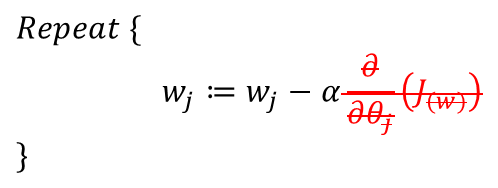 Repeat {
w_j := w_j − α ∂/∂θ_j (J_(w))
}